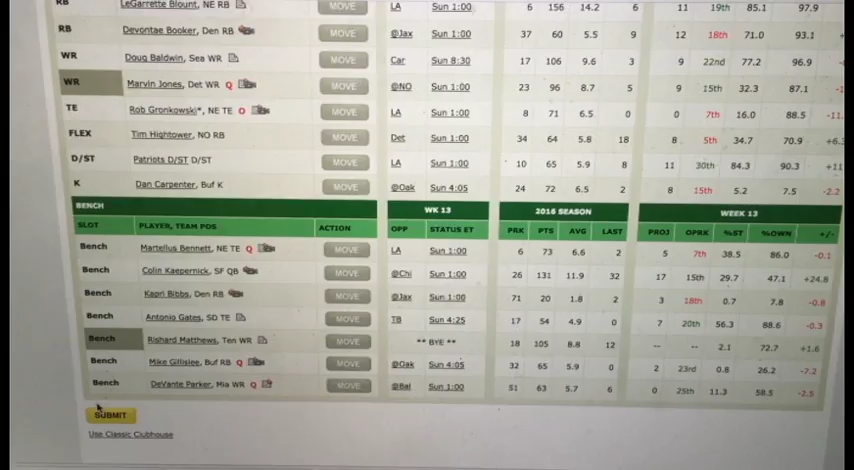 RB LeGarrette Blount, NE RB MOVE LA Sun 1:00 6 156 14.2 6 11 19th 85.1 97.9
RB Devontae Booker, Den RB MOVE @Jax Sun 1:00 37 60 5.5 9 12 18th 71.0 93.1
WR Doug Baldwin, Sea WR MOVE Car Sun 8:30 17 106 9.6 3 9 22nd 77.2 96.9
WR Marvin Jones, Det WR Q MOVE @NO Sun 1:00 23 96 8.7 5 9 15th 32.3 87.1 -1
TE Rob Gronkowski*, NE TE O MOVE LA Sun 1:00 8 71 6.5 0 0 7th 16.0 88.5 -11.
FLEX Tim Hightower, NO RB MOVE Det Sun 1:00 34 64 5.8 18 8 5th 34.7 70.9 +6.
D/ST Patriots D/ST D/ST MOVE LA Sun 1:00 10 65 5.9 8 11 30th 84.3 90.3 +11
K Dan Carpenter, Buf K MOVE @Oak Sun 4:05 24 72 6.5 2 8 15th 5.2 7.5 -2.2
BENCH WK 13 2016 SEASON WEEK 13
SLOT PLAYER, TEAM POS ACTION OPP STATUS ET PRK PTS AVG LAST PROJ OPRK %ST %OWN +/-
Bench Martellus Bennett, NE TE Q MOVE LA Sun 1:00 6 73 6.6 2 5 7th 38.5 86.0 -0.1
Bench Colin Kaepernick, SF QB MOVE @Chi Sun 1:00 26 131 11.9 32 17 15th 29.7 47.1 +24.8
Bench Kapri Bibbs, Den RB MOVE @Jax Sun 1:00 71 20 1.8 2 3 18th 0.7 7.8 -0.8
Bench Antonio Gates, SD TE MOVE TB Sun 4:25 17 54 4.9 0 7 20th 56.3 88.6 -0.3
Bench Rishard Matthews, Ten WR MOVE ** BYE ** 18 105 8.8 12 -- -- 2.1 72.7 +1.6
Bench Mike Gillislee, Buf RB Q MOVE @Oak Sun 4:05 32 65 5.9 0 2 23rd 0.8 26.2 -7.2
Bench DeVante Parker, Mia WR Q MOVE @Bal Sun 1:00 51 63 5.7 6 0 25th 11.3 58.5 -2.5
SUBMIT
Use Classic Clubhouse